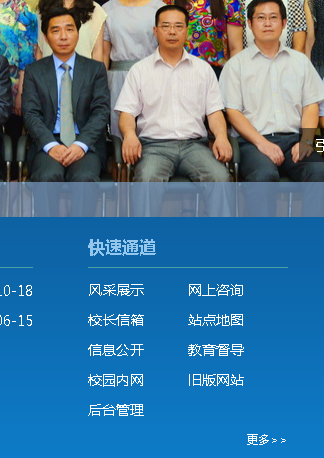 快速通道
10-18 风采展示 网上咨询
06-15 校长信箱 站点地图
信息公开 教育督导
校园内网 旧版网站
后台管理
更多>>